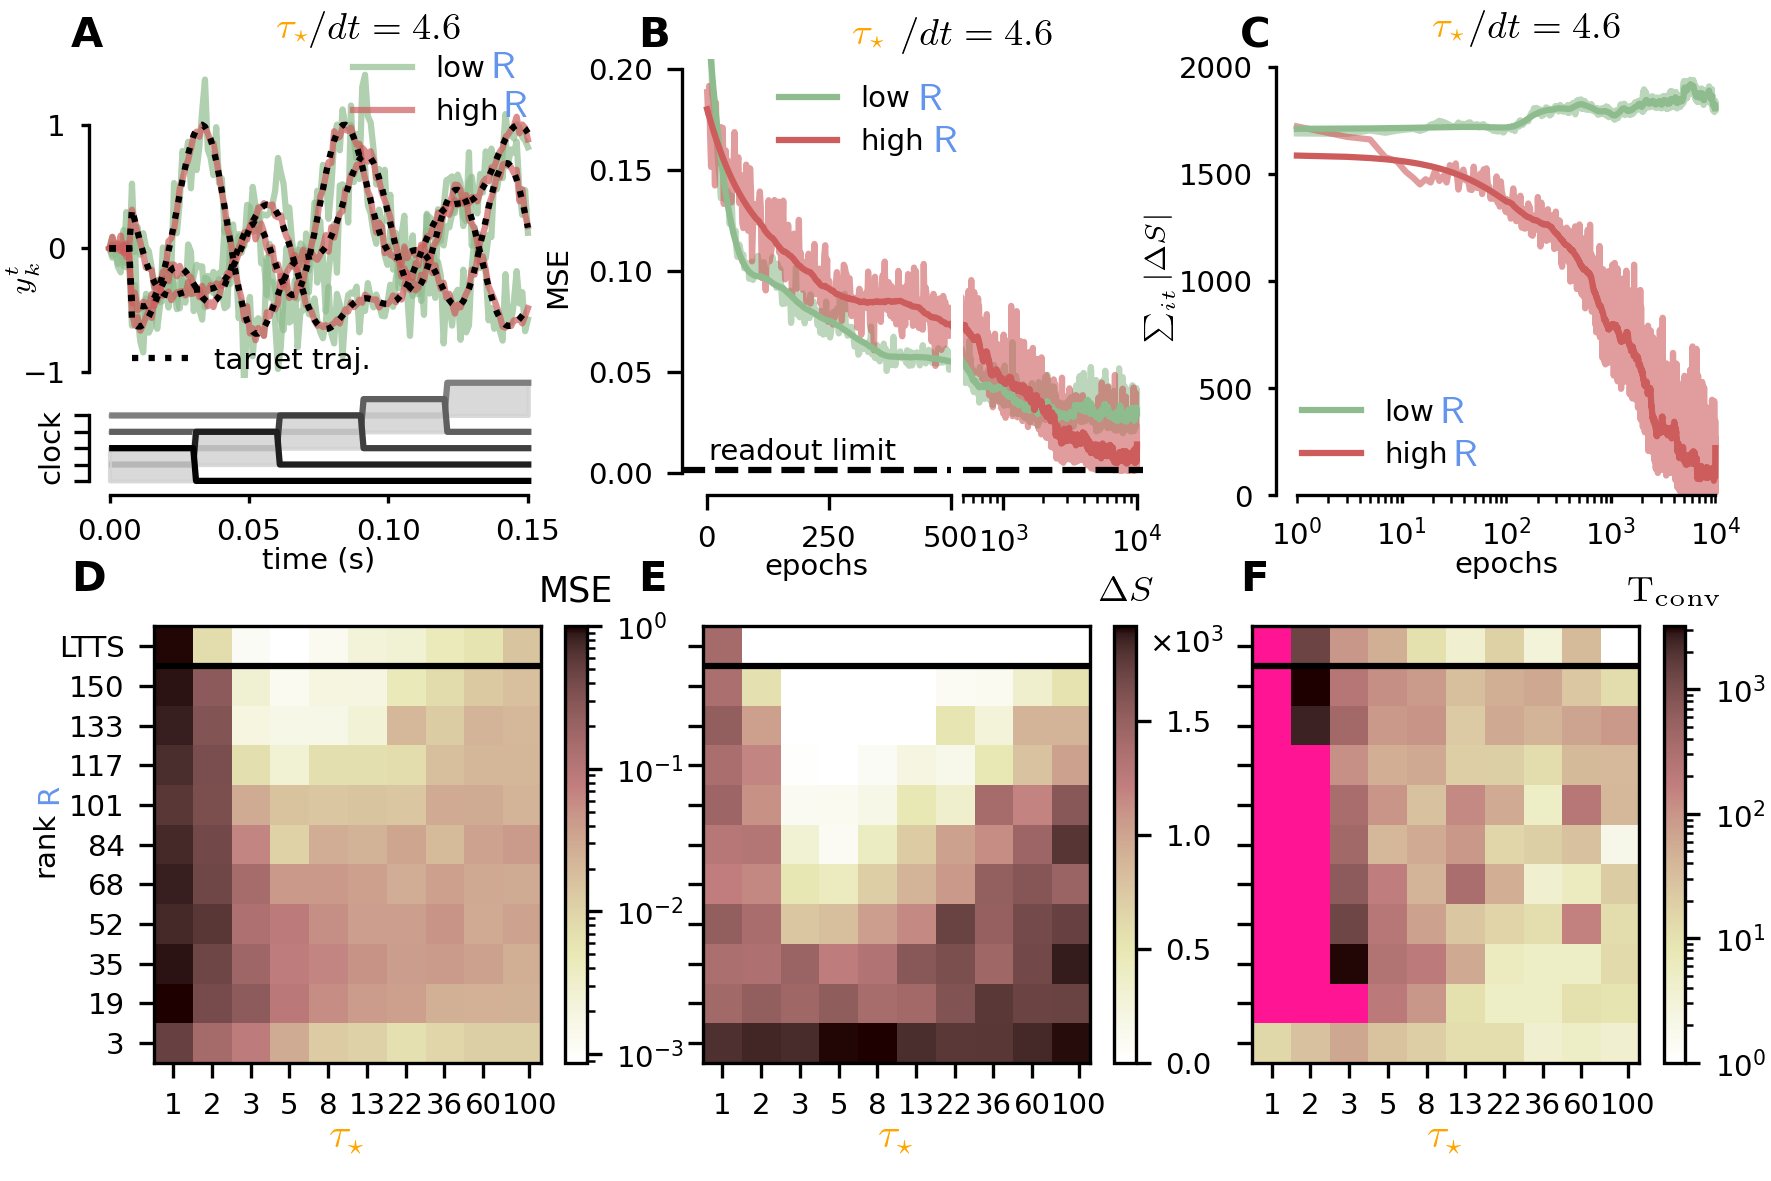 A
τ⋆/dt = 4.6
low R
high R
1
0
−1
y_k^t
target traj.
clock
0.00 0.05 0.10 0.15
time (s)
B
τ⋆ /dt = 4.6
low R
high R
0.20
0.15
0.10
0.05
0.00
MSE
readout limit
0 250 500 10^3 10^4
epochs
C
τ⋆/dt = 4.6
2000
1500
1000
500
0
∑_it |ΔS|
low R
high R
10^0 10^1 10^2 10^3 10^4
epochs
D
MSE
LTTS
150
133
117
101
84
68
52
35
19
3
rank R
1 2 3 5 8 13 22 36 60 100
τ⋆
10^0
10^−1
10^−2
10^−3
E
ΔS
×10^3
1.5
1.0
0.5
0.0
1 2 3 5 8 13 22 36 60 100
τ⋆
F
T_conv
10^3
10^2
10^1
10^0
1 2 3 5 8 13 22 36 60 100
τ⋆